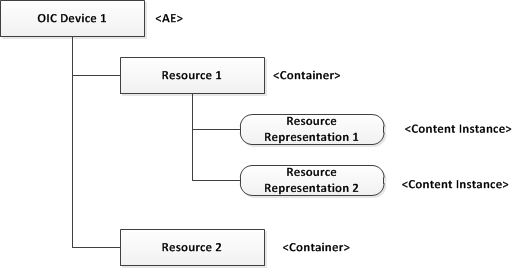 OIC Device 1 <AE>
Resource 1 <Container>
Resource
Representation 1 <Content Instance>
Resource
Representation 2 <Content Instance>
Resource 2 <Container>